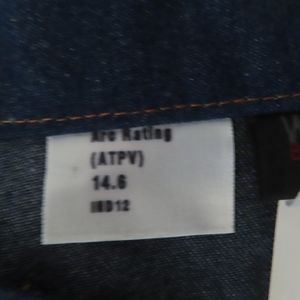 Arc Rating
(ATPV)
14.6
IND12
W